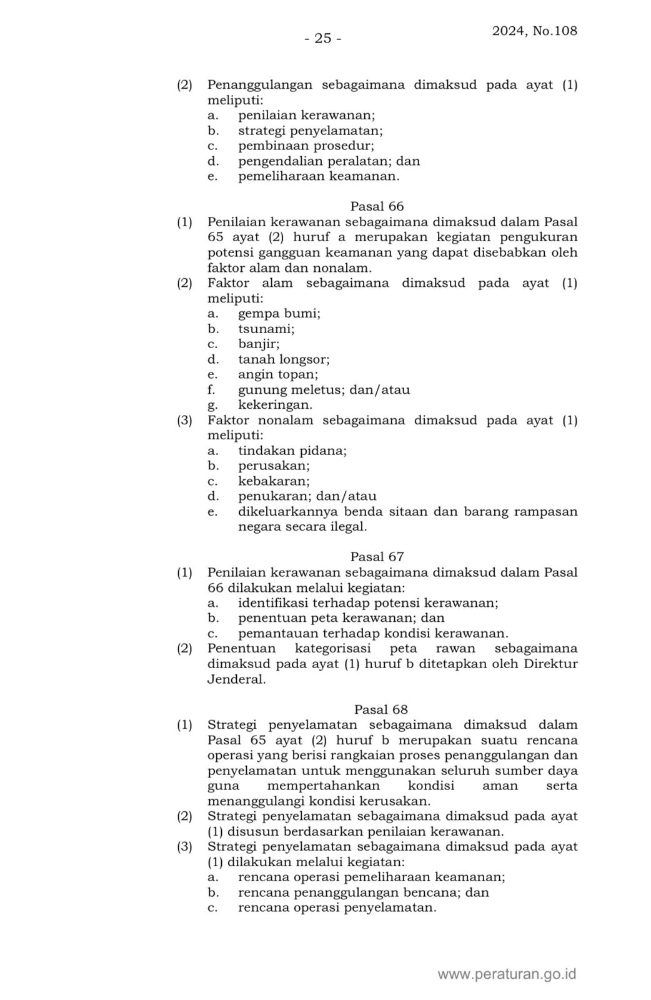 2024, No.108
- 25 -
(2) Penanggulangan sebagaimana dimaksud pada ayat (1)
meliputi:
a. penilaian kerawanan;
b. strategi penyelamatan;
c. pembinaan prosedur;
d. pengendalian peralatan; dan
e. pemeliharaan keamanan.
Pasal 66
(1) Penilaian kerawanan sebagaimana dimaksud dalam Pasal
65 ayat (2) huruf a merupakan kegiatan pengukuran
potensi gangguan keamanan yang dapat disebabkan oleh
faktor alam dan nonalam.
(2) Faktor alam sebagaimana dimaksud pada ayat (1)
meliputi:
a. gempa bumi;
b. tsunami;
c. banjir;
d. tanah longsor;
e. angin topan;
f. gunung meletus; dan/atau
g. kekeringan.
(3) Faktor nonalam sebagaimana dimaksud pada ayat (1)
meliputi:
a. tindakan pidana;
b. perusakan;
c. kebakaran;
d. penukaran; dan/atau
e. dikeluarkannya benda sitaan dan barang rampasan
negara secara ilegal.
Pasal 67
(1) Penilaian kerawanan sebagaimana dimaksud dalam Pasal
66 dilakukan melalui kegiatan:
a. identifikasi terhadap potensi kerawanan;
b. penentuan peta kerawanan; dan
c. pemantauan terhadap kondisi kerawanan.
(2) Penentuan kategorisasi peta rawan sebagaimana
dimaksud pada ayat (1) huruf b ditetapkan oleh Direktur
Jenderal.
Pasal 68
(1) Strategi penyelamatan sebagaimana dimaksud dalam
Pasal 65 ayat (2) huruf b merupakan suatu rencana
operasi yang berisi rangkaian proses penanggulangan dan
penyelamatan untuk menggunakan seluruh sumber daya
guna mempertahankan kondisi aman serta
menanggulangi kondisi kerusakan.
(2) Strategi penyelamatan sebagaimana dimaksud pada ayat
(1) disusun berdasarkan penilaian kerawanan.
(3) Strategi penyelamatan sebagaimana dimaksud pada ayat
(1) dilakukan melalui kegiatan:
a. rencana operasi pemeliharaan keamanan;
b. rencana penanggulangan bencana; dan
c. rencana operasi penyelamatan.
www.peraturan.go.id